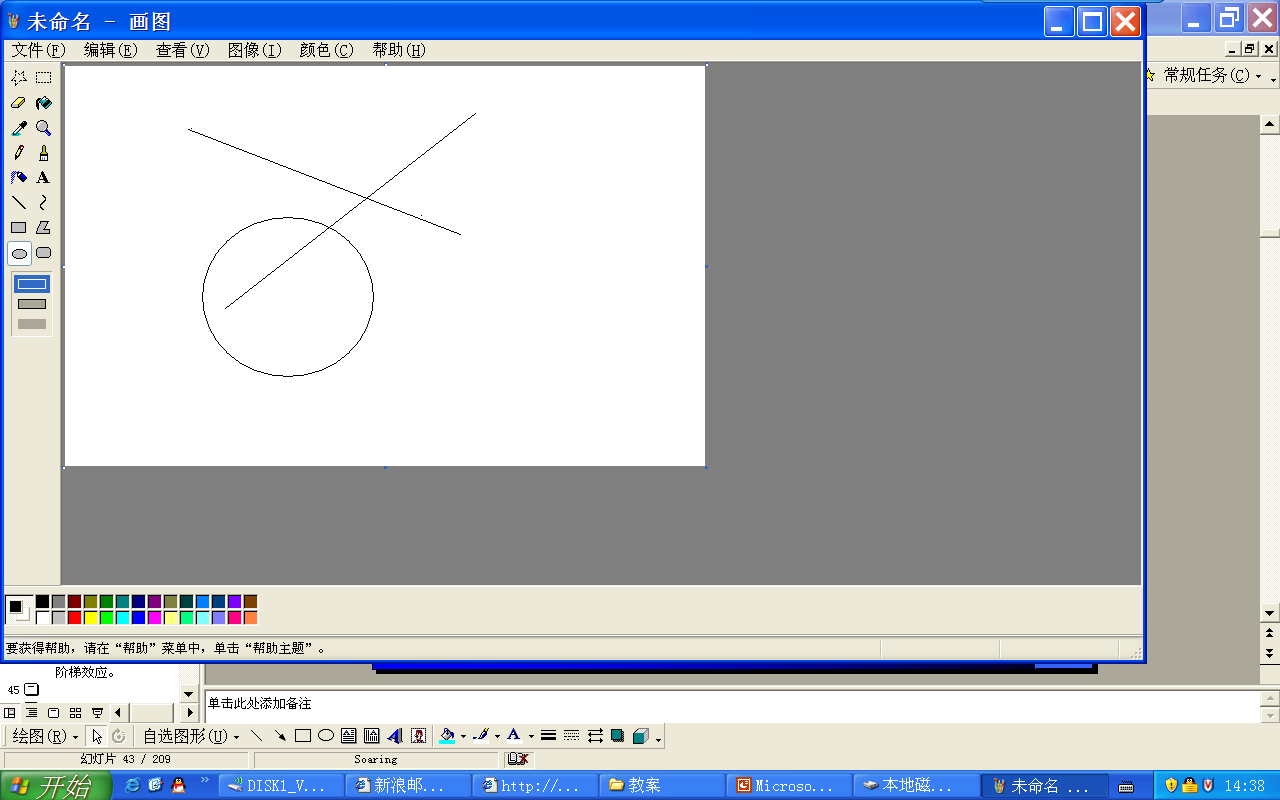 未命名 - 画图
文件(F) 编辑(E) 查看(V) 图像(I) 颜色(C) 帮助(H)
常规任务(C)
A
要获得帮助，请在“帮助”菜单中，单击“帮助主题”。
阶梯效应。
45
单击此处添加备注
绘图(R) 自选图形(U) A
幻灯片 43 / 209 Soaring
开始 DISK1_V... 新浪邮... http://... 教案 Microso... 本地磁... 未命名 ... 14:38